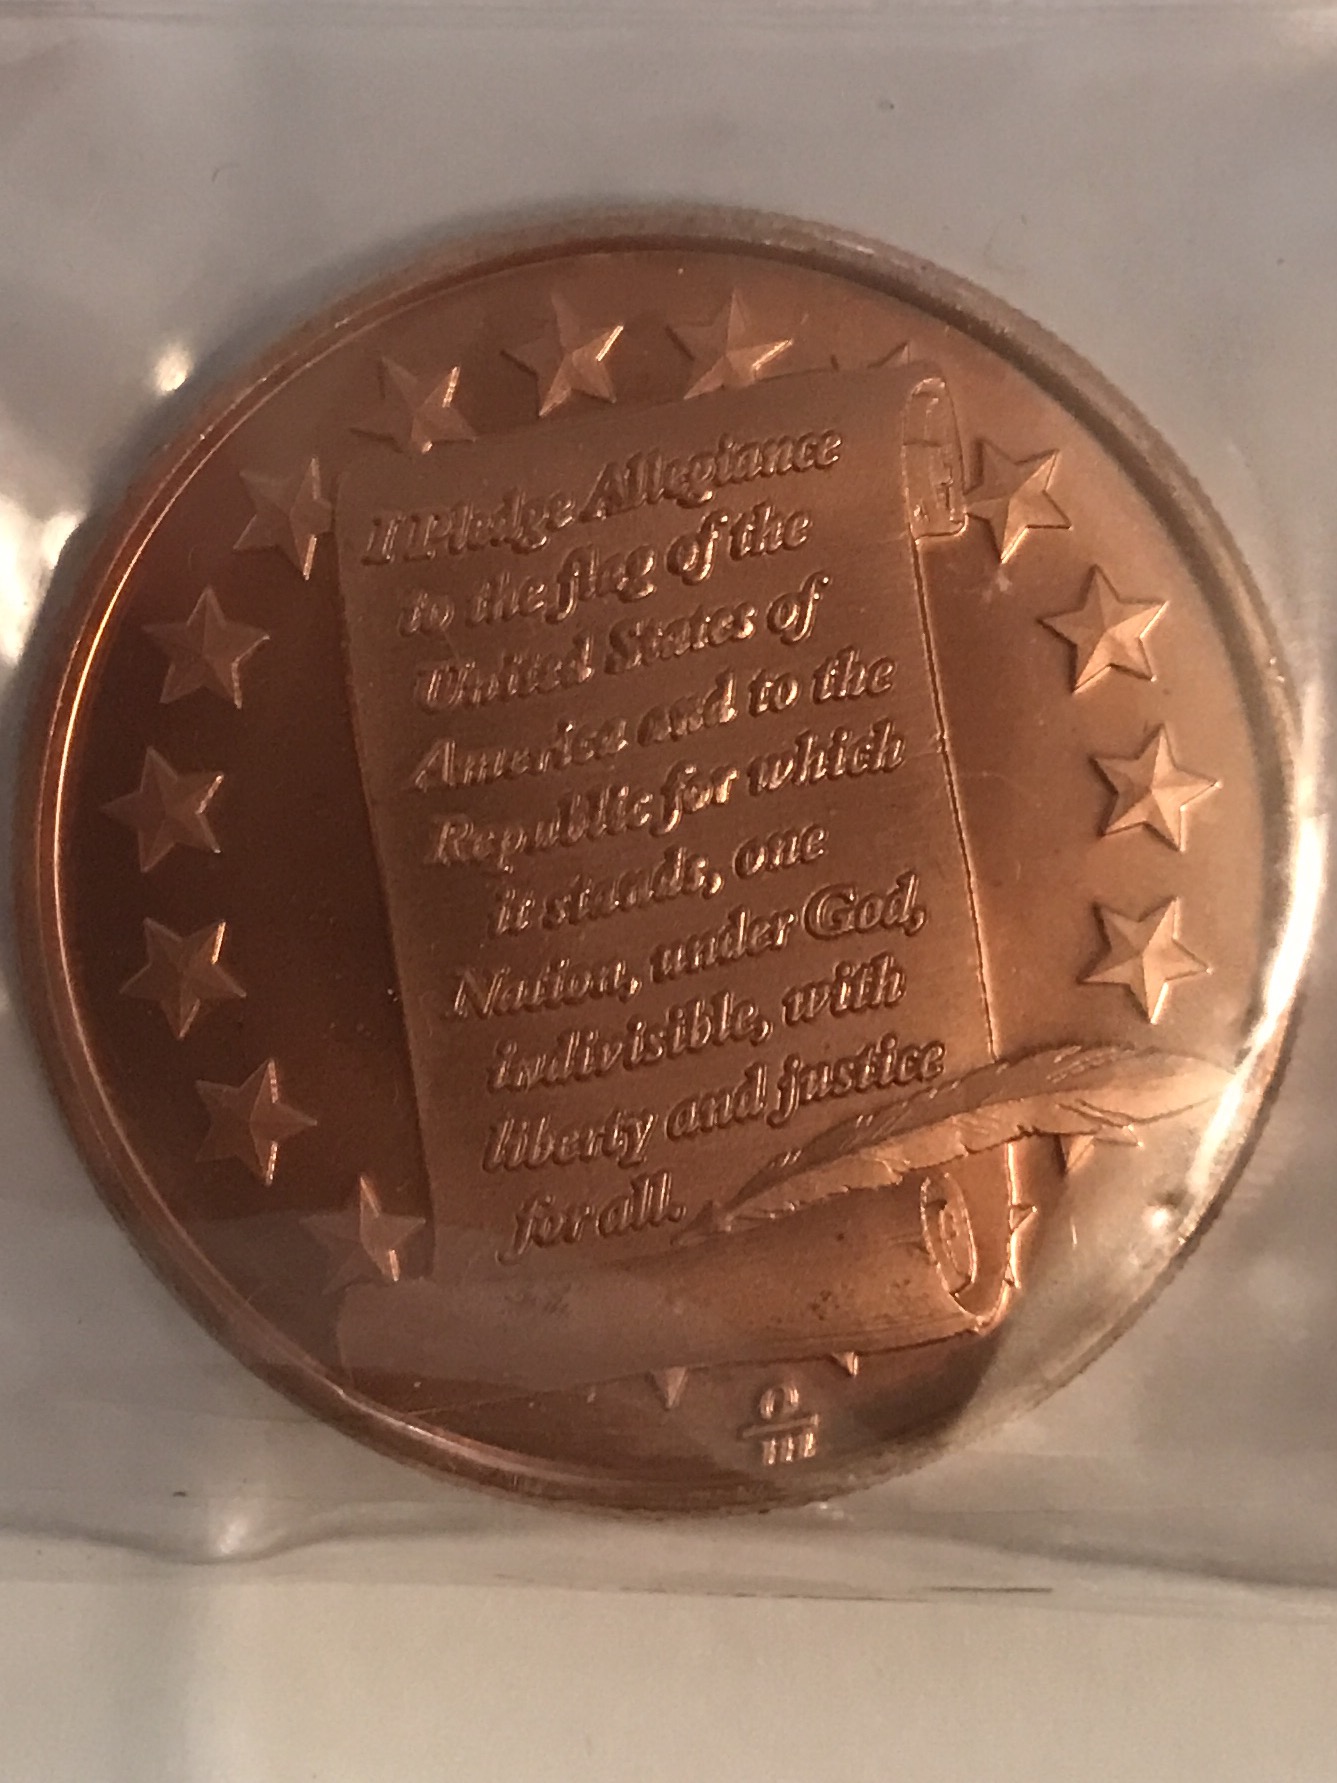 I Pledge Allegiance
to the flag of the
United States of
America and to the
Republic for which
it stands, one
Nation, under God,
indivisible, with
liberty and justice
for all.
O
m